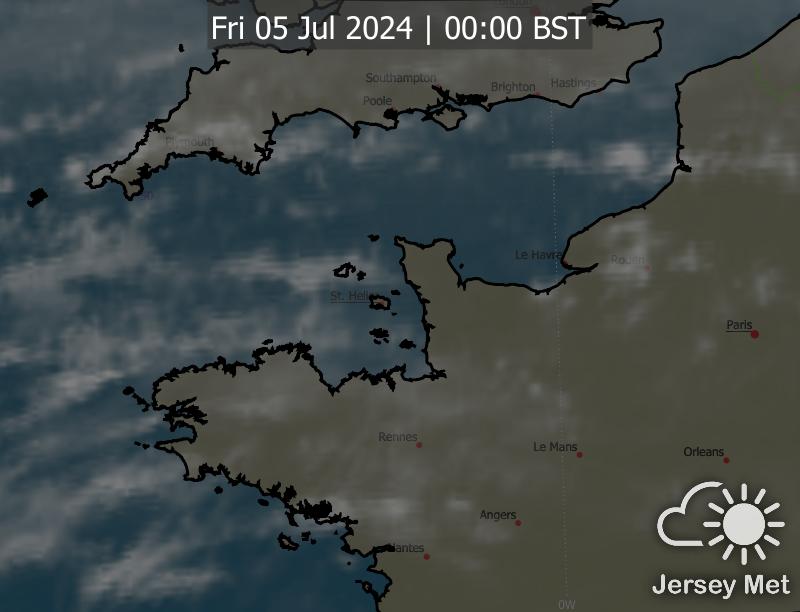 London
Fri 05 Jul 2024 | 00:00 BST
Southampton
Brighton
Hastings
Poole
Plymouth
Le Havre
Rouen
St. Helier
Paris
Rennes
Le Mans
Orleans
Angers
Nantes
Jersey Met
0W